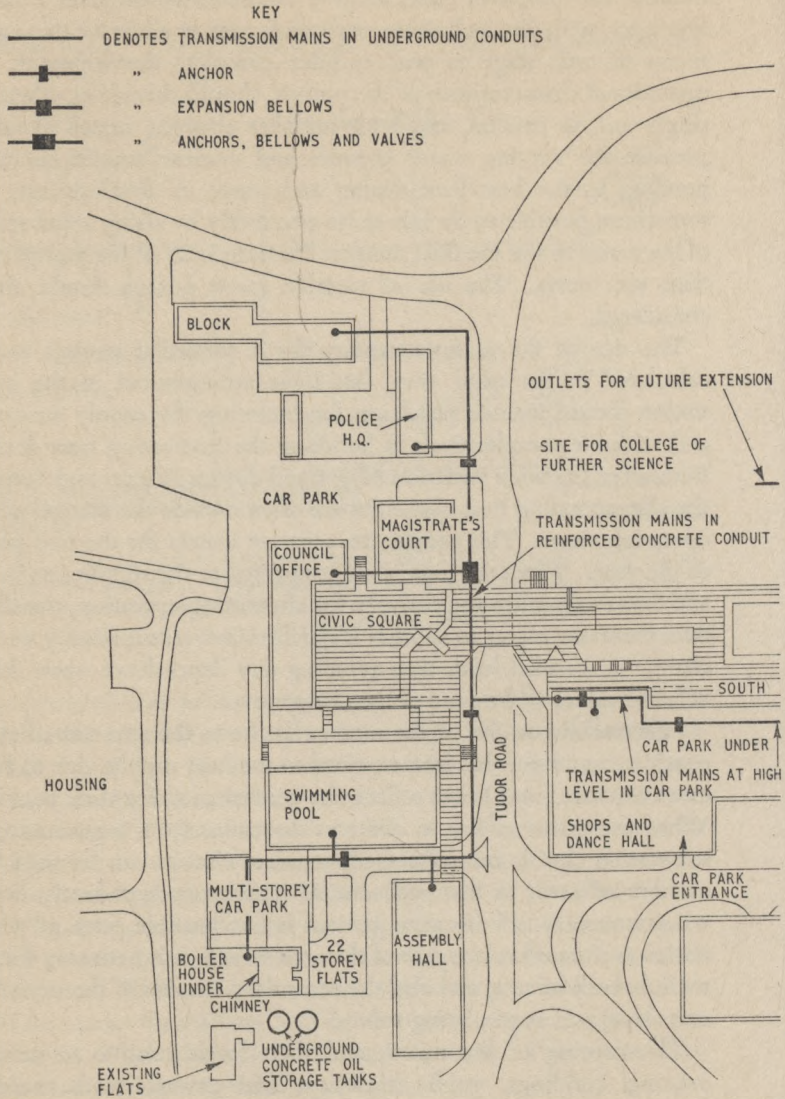 KEY
DENOTES TRANSMISSION MAINS IN UNDERGROUND CONDUITS
" ANCHOR
" EXPANSION BELLOWS
" ANCHORS, BELLOWS AND VALVES
BLOCK
POLICE
H.Q.
OUTLETS FOR FUTURE EXTENSION
SITE FOR COLLEGE OF
FURTHER SCIENCE
CAR PARK
MAGISTRATE'S
COURT
TRANSMISSION MAINS IN
REINFORCED CONCRETE CONDUIT
COUNCIL
OFFICE
CIVIC SQUARE
SOUTH
CAR PARK UNDER
TUDOR ROAD
TRANSMISSION MAINS AT HIGH
LEVEL IN CAR PARK
HOUSING
SWIMMING
POOL
SHOPS AND
DANCE HALL
CAR PARK
ENTRANCE
MULTI-STOREY
CAR PARK
BOILER
HOUSE
UNDER
CHIMNEY
22
STOREY
FLATS
ASSEMBLY
HALL
EXISTING
FLATS
UNDERGROUND
CONCRETE OIL
STORAGE TANKS